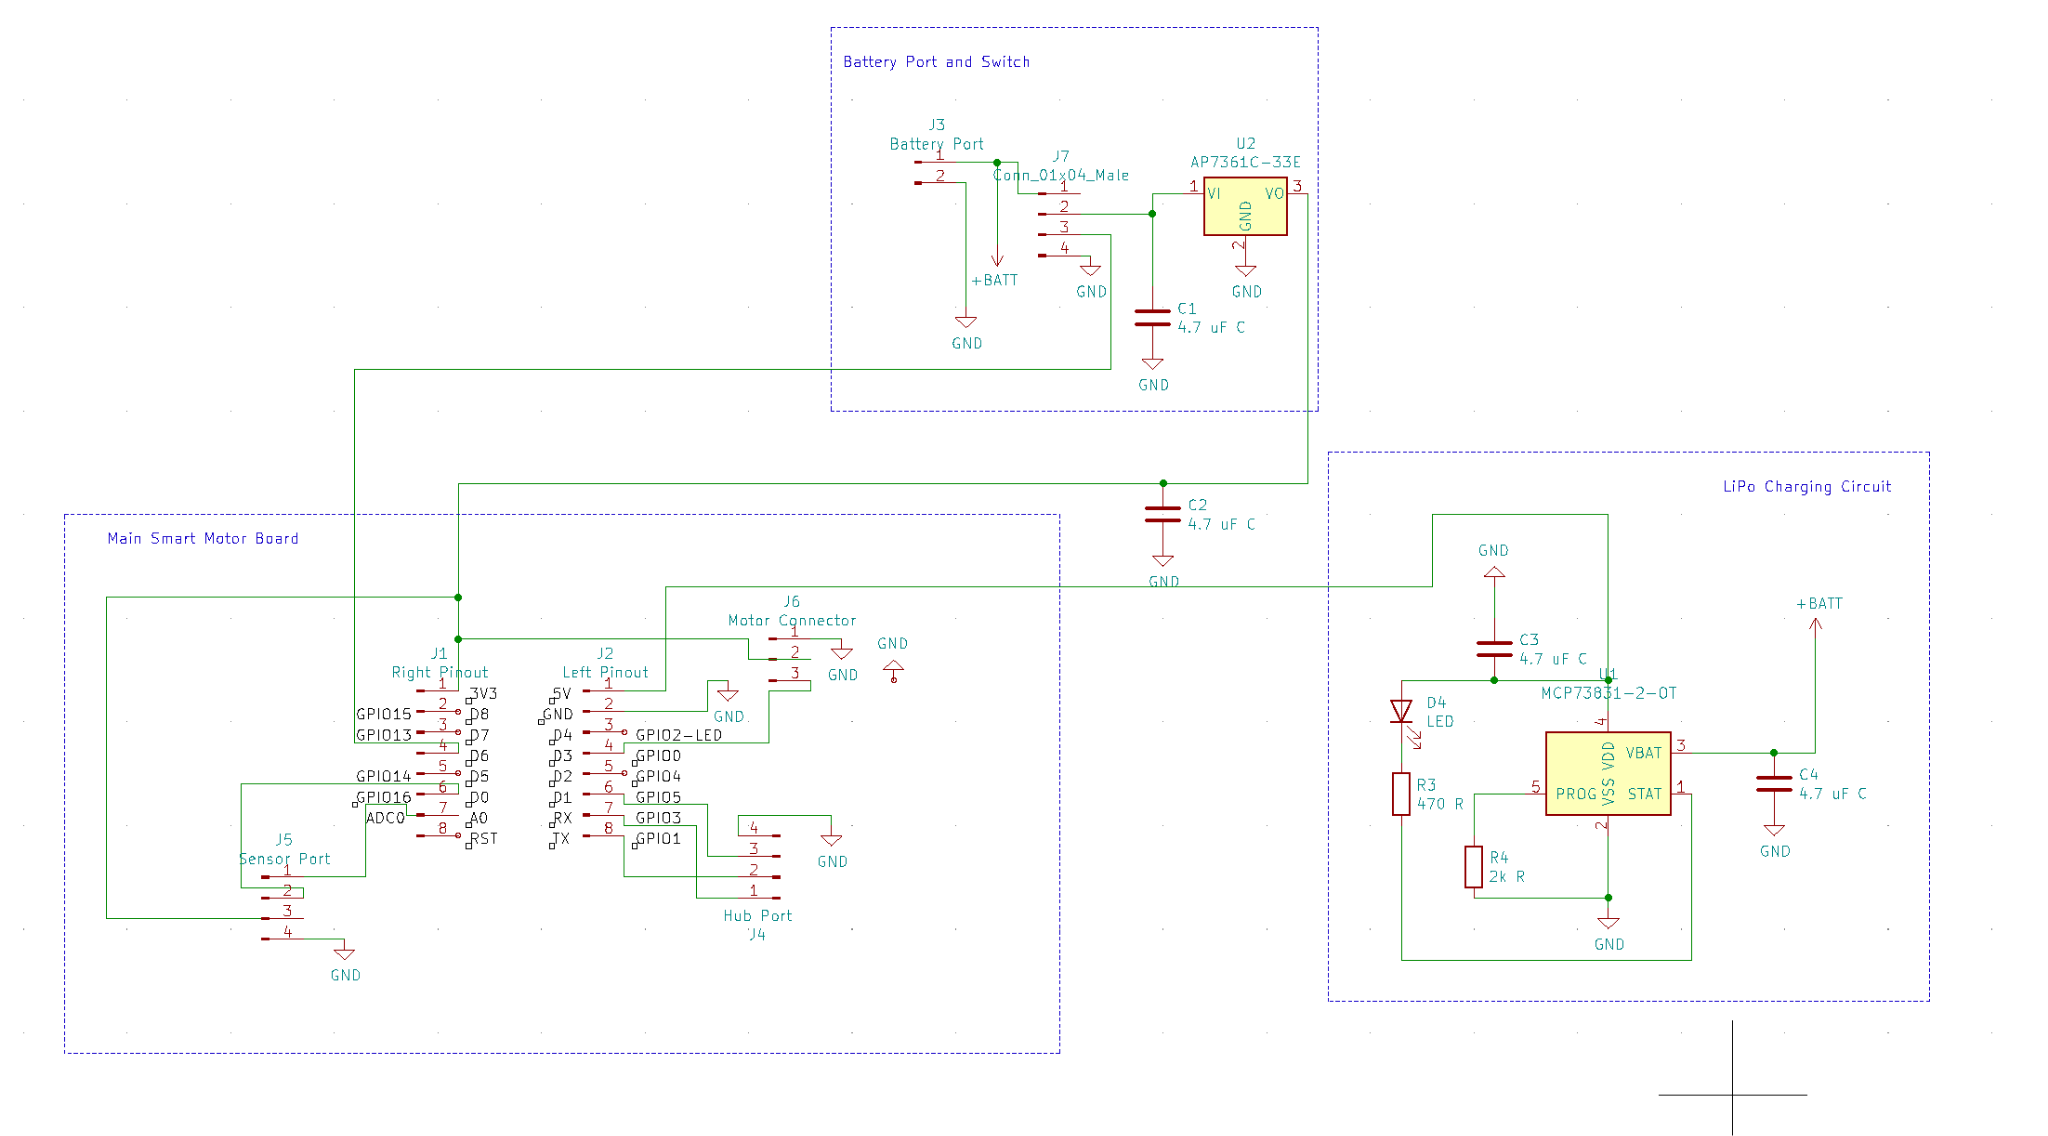 Battery Port and Switch
J3
Battery Port
1
2
+BATT
GND
J7
Conn_01x04_Male
1
2
3
4
GND
C1
4.7 uF C
GND
U2
AP7361C-33E
1
VI
VO
3
GND
2
GND
C2
4.7 uF C
GND
Main Smart Motor Board
J1
Right Pinout
1
3V3
2
GPIO15
D8
3
GPIO13
D7
4
D6
5
GPIO14
D5
6
GPIO16
D0
7
ADC0
A0
8
RST
J2
Left Pinout
5V
1
GND
2
D4
3
GPIO2-LED
D3
4
GPIO0
D2
5
GPIO4
D1
6
GPIO5
RX
7
GPIO3
TX
8
GPIO1
GND
J6
Motor Connector
1
2
3
GND
GND
J5
Sensor Port
1
2
3
4
GND
4
3
2
1
GND
Hub Port
J4
LiPo Charging Circuit
GND
C3
4.7 uF C
+BATT
U1
MCP73831-2-OT
D4
LED
R3
470 R
4
VDD
VBAT
3
5
PROG
VSS
STAT
1
2
C4
4.7 uF C
GND
R4
2k R
GND